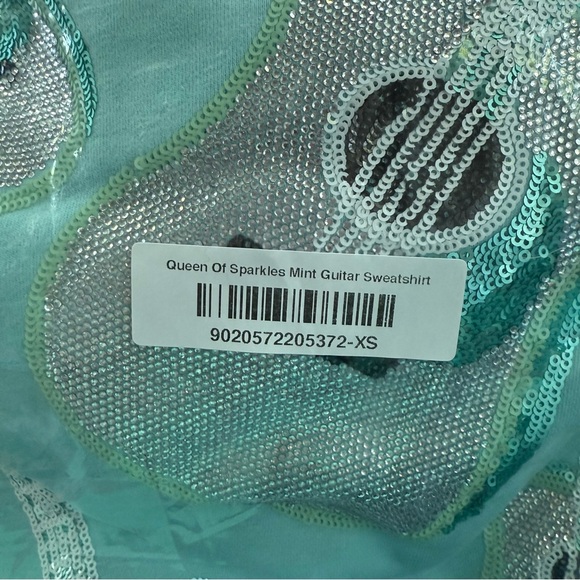 Queen Of Sparkles Mint Guitar Sweatshirt
9020572205372-XS